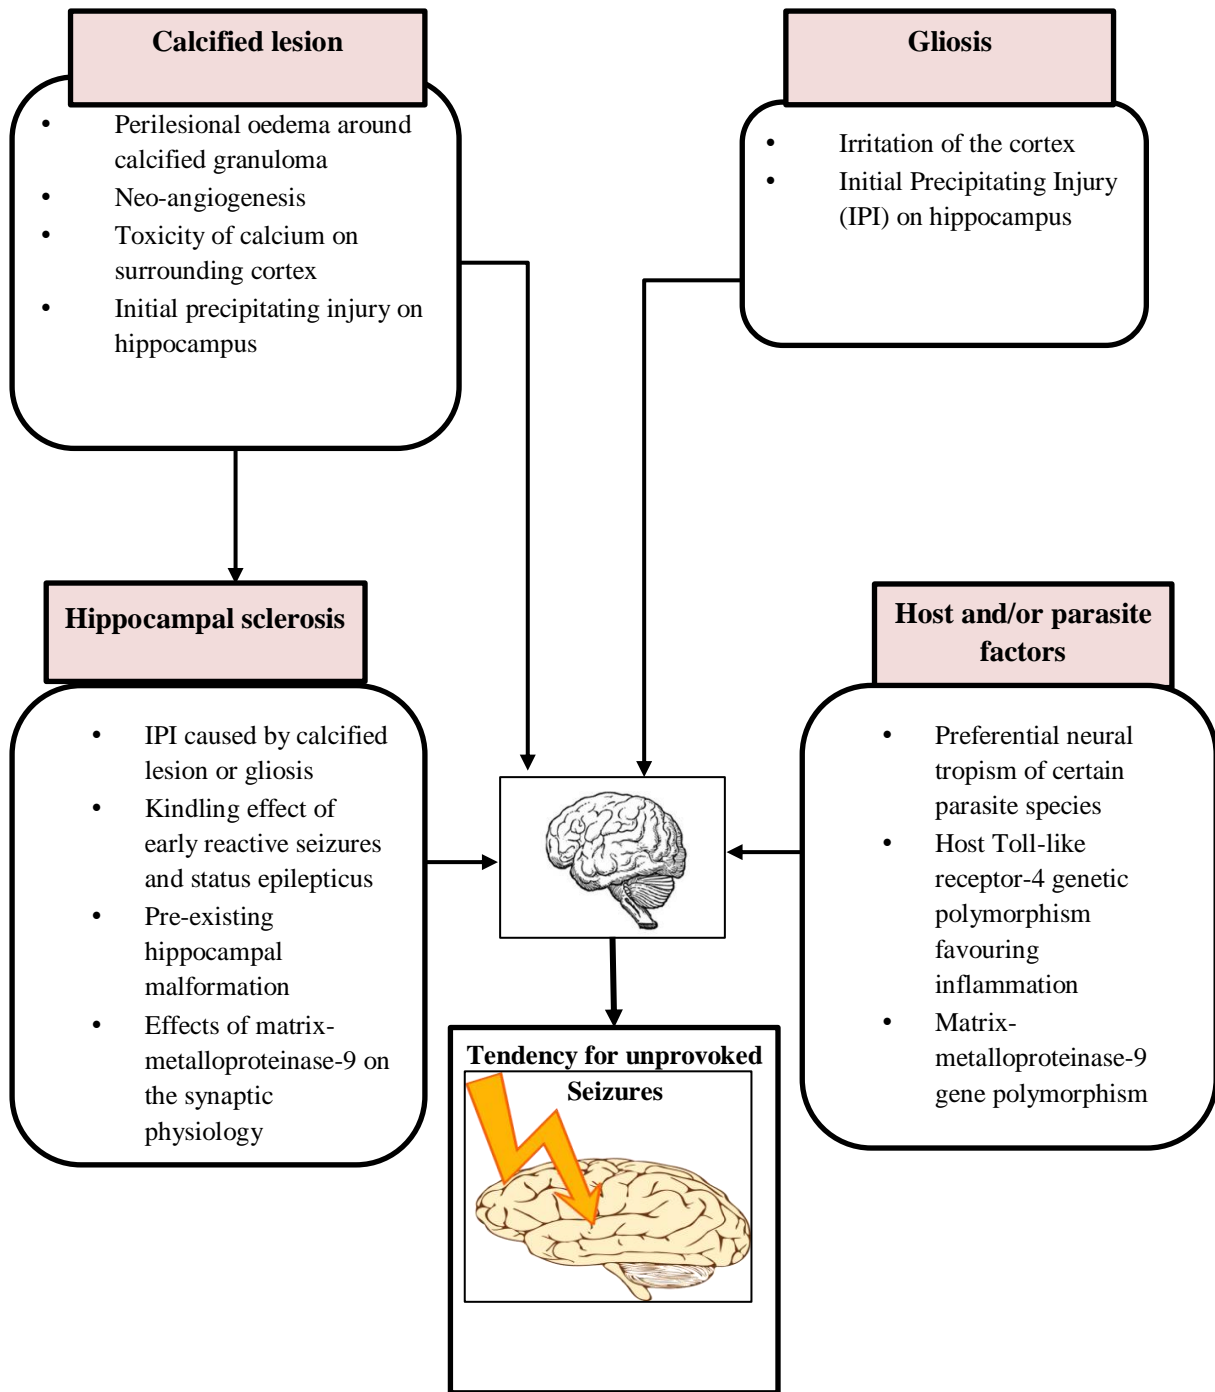 Calcified lesion
• Perilesional oedema around
calcified granuloma
• Neo-angiogenesis
• Toxicity of calcium on
surrounding cortex
• Initial precipitating injury on
hippocampus
Gliosis
• Irritation of the cortex
• Initial Precipitating Injury
(IPI) on hippocampus
Hippocampal sclerosis
• IPI caused by calcified
lesion or gliosis
• Kindling effect of
early reactive seizures
and status epilepticus
• Pre-existing
hippocampal
malformation
• Effects of matrix-
metalloproteinase-9 on
the synaptic
physiology
Host and/or parasite
factors
• Preferential neural
tropism of certain
parasite species
• Host Toll-like
receptor-4 genetic
polymorphism
favouring
inflammation
• Matrix-
metalloproteinase-9
gene polymorphism
Tendency for unprovoked
Seizures